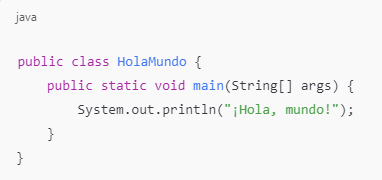 java
public class HolaMundo {
    public static void main(String[] args) {
        System.out.println("¡Hola, mundo!");
    }
}